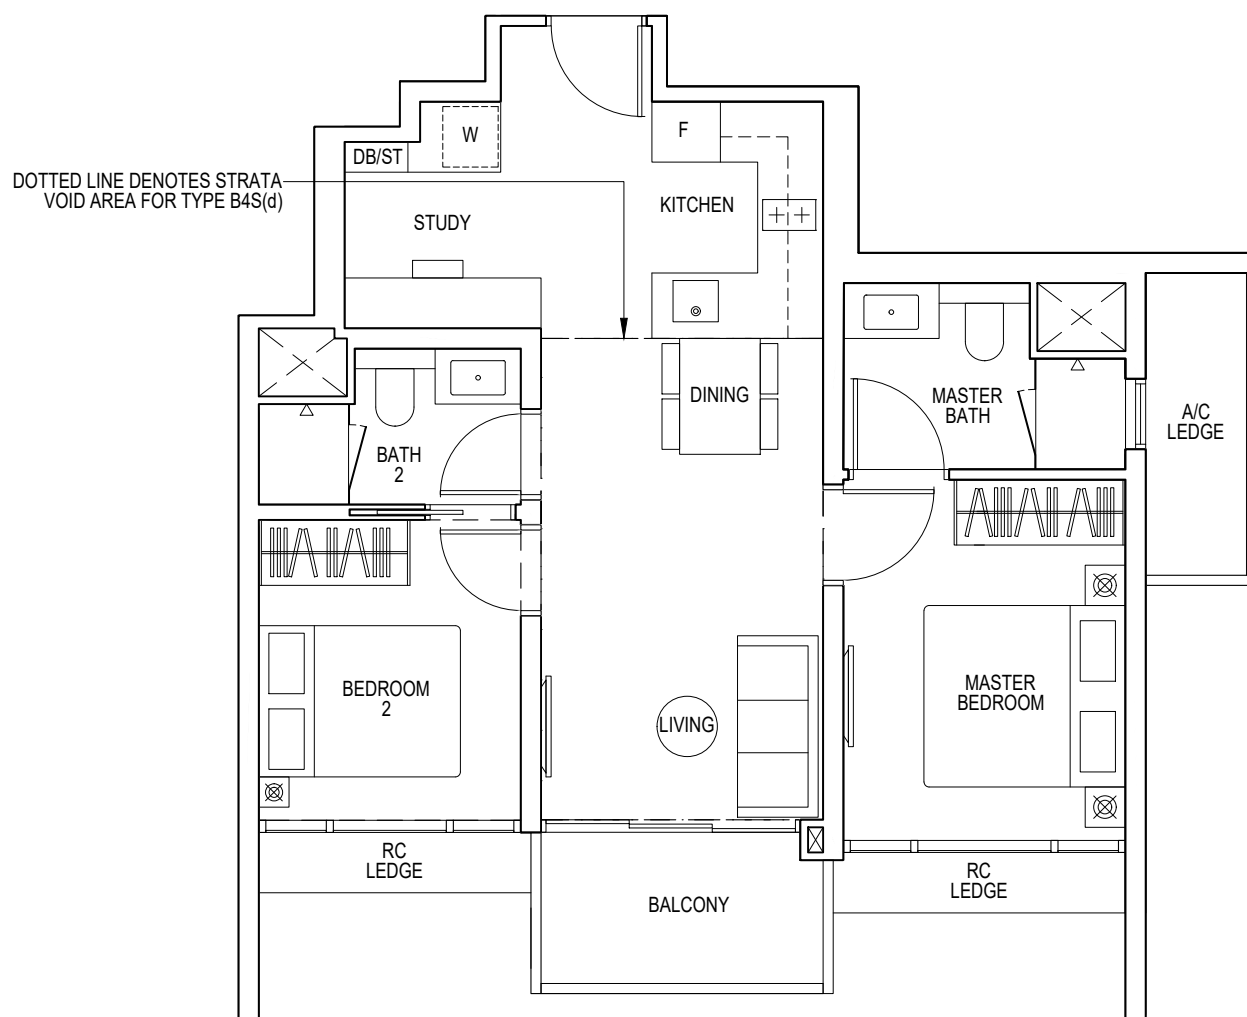 W
F
DB/ST
DOTTED LINE DENOTES STRATA
VOID AREA FOR TYPE B4S(d)
STUDY
KITCHEN
DINING
MASTER
BATH
A/C
LEDGE
BATH
2
BEDROOM
2
LIVING
MASTER
BEDROOM
RC
LEDGE
RC
LEDGE
BALCONY